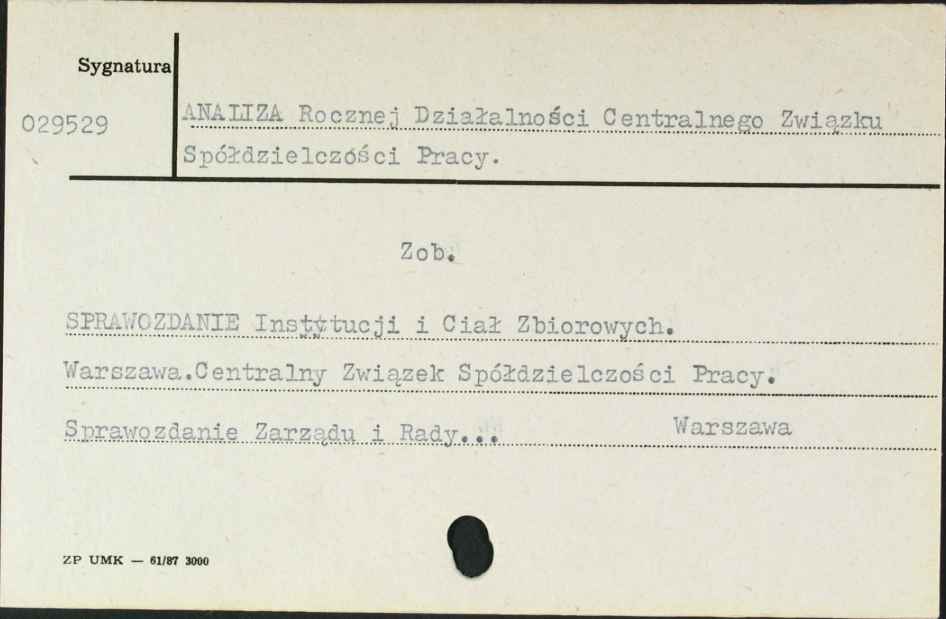 Sygnatura
029529
ANALIZA Rocznej Działalności Centralnego Związku
Spółdzielczości Pracy.
Zob.
SPRAWOZDANIE Instytucji i Ciał Zbiorowych.
Warszawa.Centralny Związek Spółdzielczości Pracy.
Sprawozdanie Zarządu i Rady... Warszawa
ZP UMK — 61/87 3000